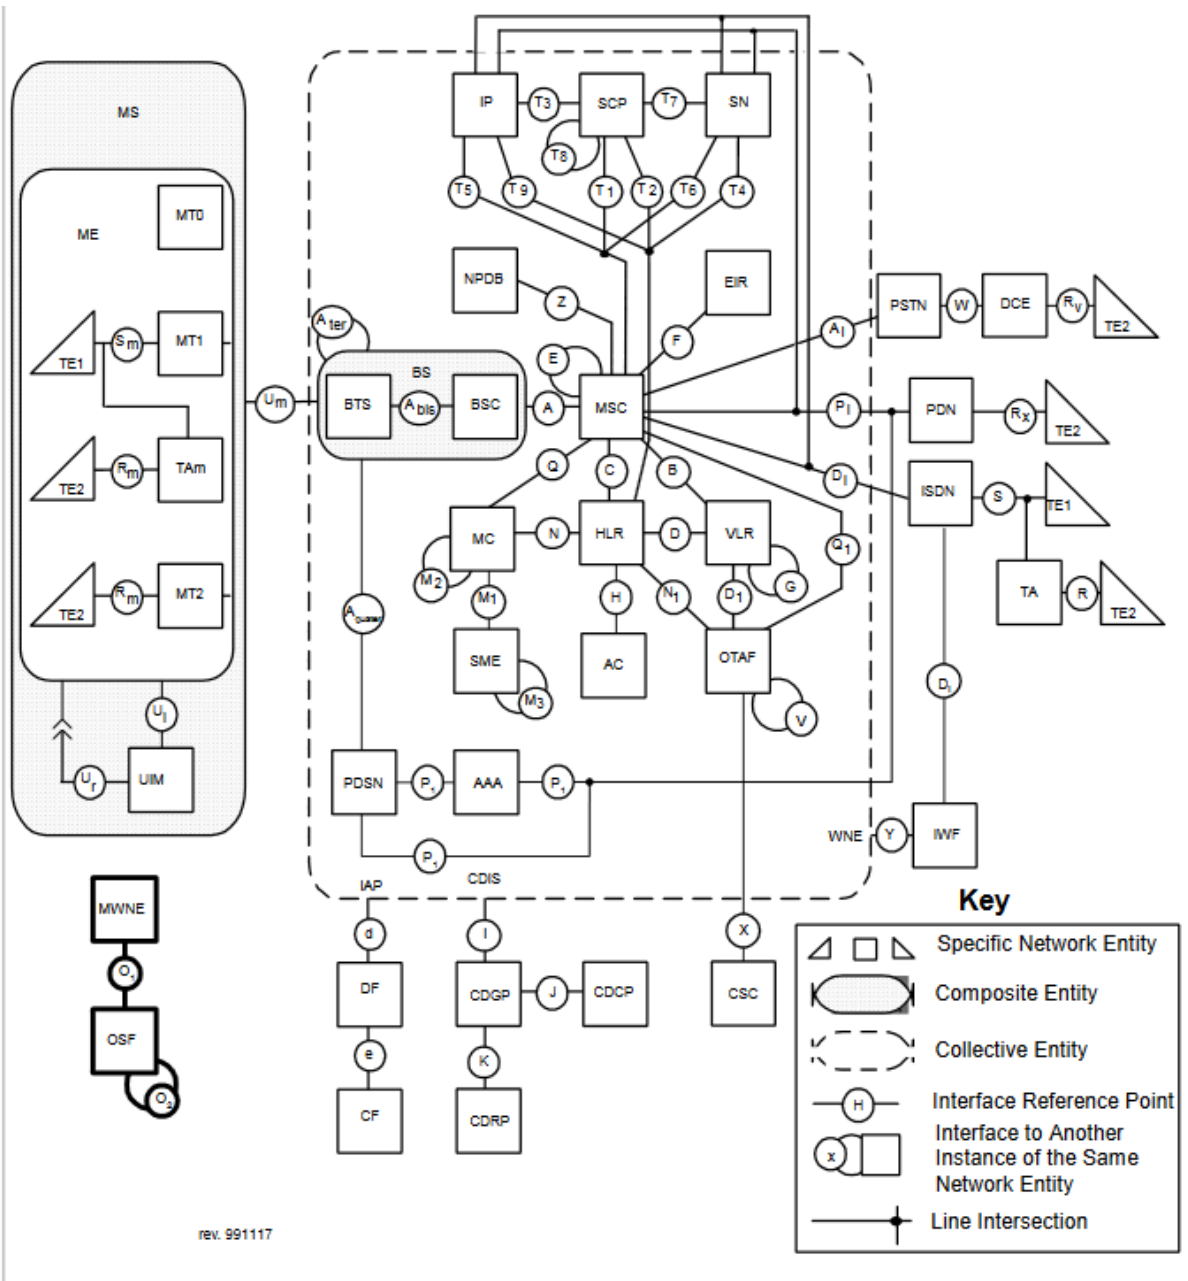 MS
ME
MT0
TE1
Sm
MT1
TE2
Rm
TAm
TE2
Rm
MT2
Ui
Ur
UIM
Um
IP
T3
SCP
T7
SN
T8
T5
T9
T1
T2
T6
T4
NPDB
Z
EIR
F
E
Ater
BS
BTS
Abis
BSC
A
MSC
AI
PSTN
W
DCE
Rv
TE2
PI
PDN
Rx
TE2
DI
ISDN
S
TE1
TA
R
TE2
Q
C
B
MC
N
HLR
D
VLR
Q1
M2
M1
H
N1
D1
G
SME
M3
AC
OTAF
V
Di
PDSN
P1
AAA
P1
P1
WNE
Y
IWF
IAP
CDIS
MWNE
O1
OSF
O2
d
DF
e
CF
I
CDGP
J
CDCP
K
CDRP
X
CSC
Key
Specific Network Entity
Composite Entity
Collective Entity
H
Interface Reference Point
x
Interface to Another
Instance of the Same
Network Entity
Line Intersection
rev. 991117